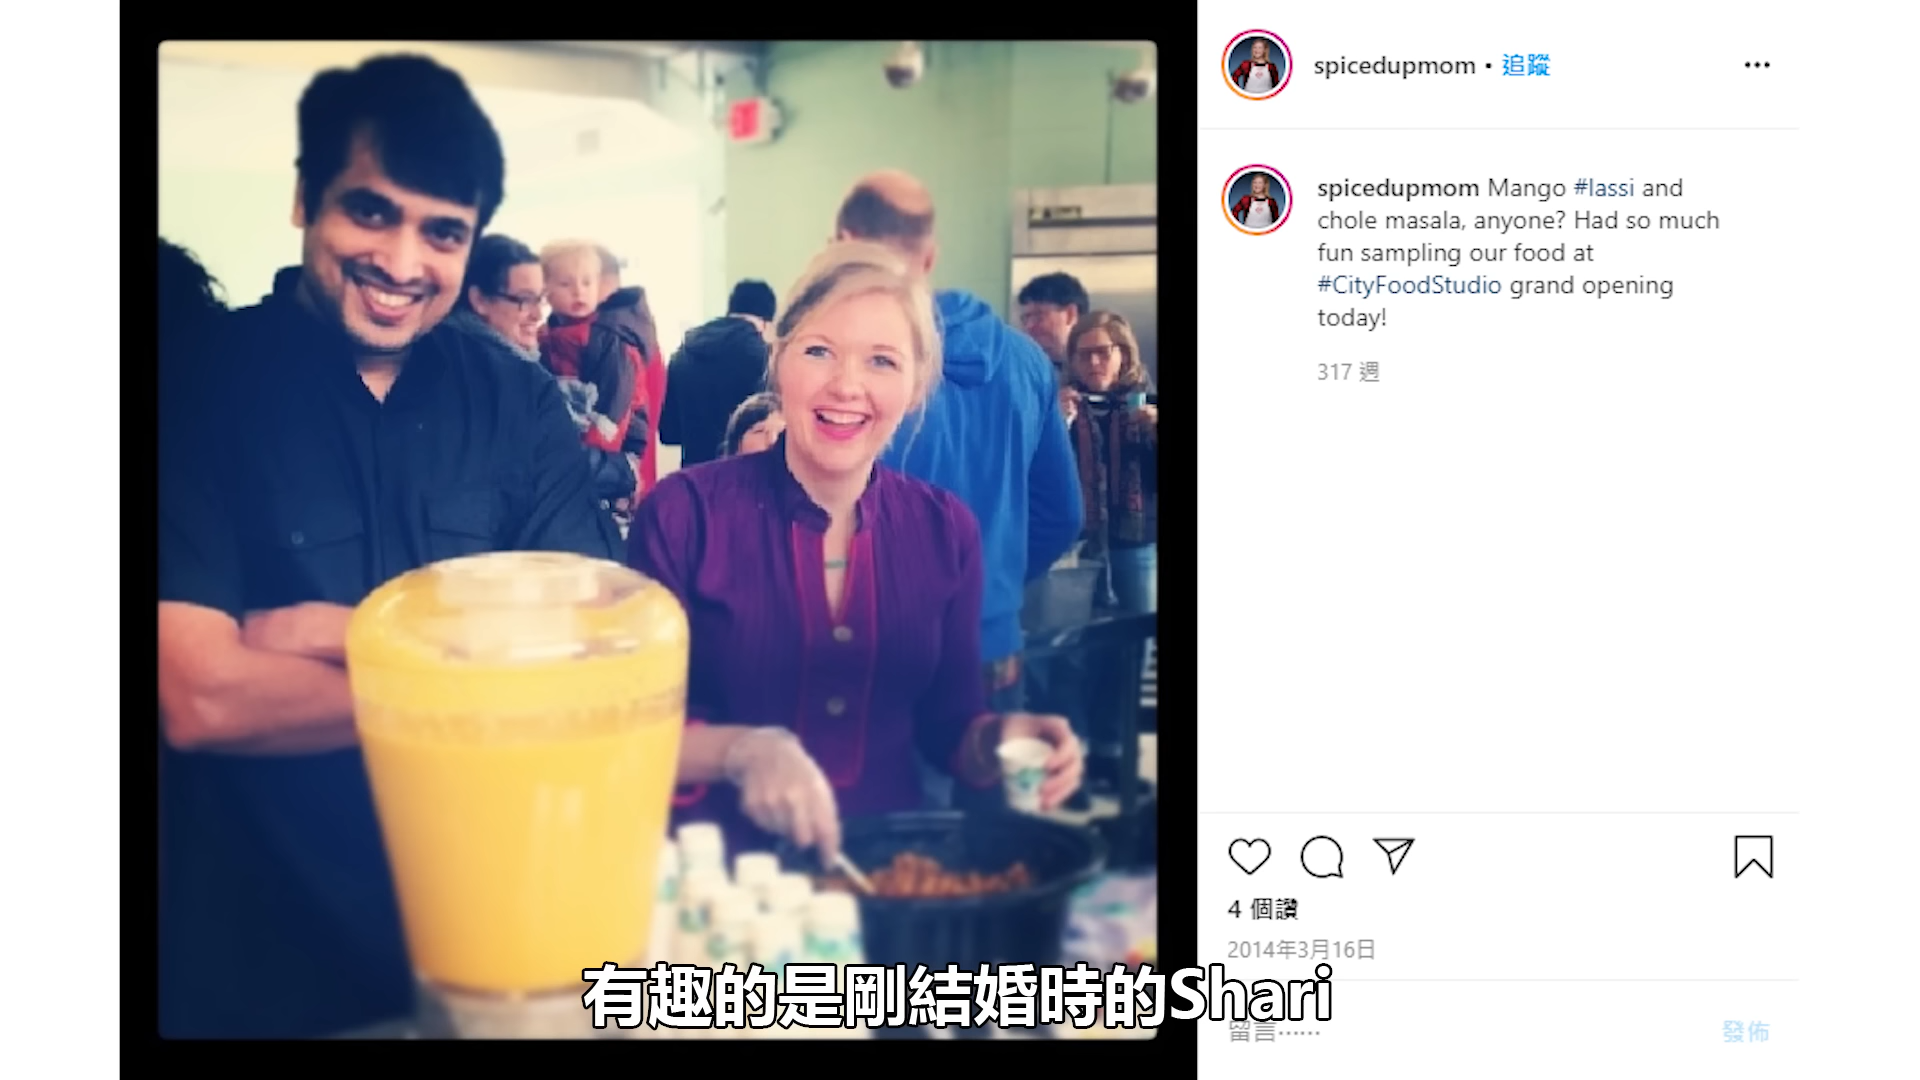 spicedupmom • 追蹤
spicedupmom Mango #lassi and
chole masala, anyone? Had so much
fun sampling our food at
#CityFoodStudio grand opening
today!
317 週
4 個讚
2014年3月16日
有趣的是剛結婚時的Shari
留言⋯⋯
發佈